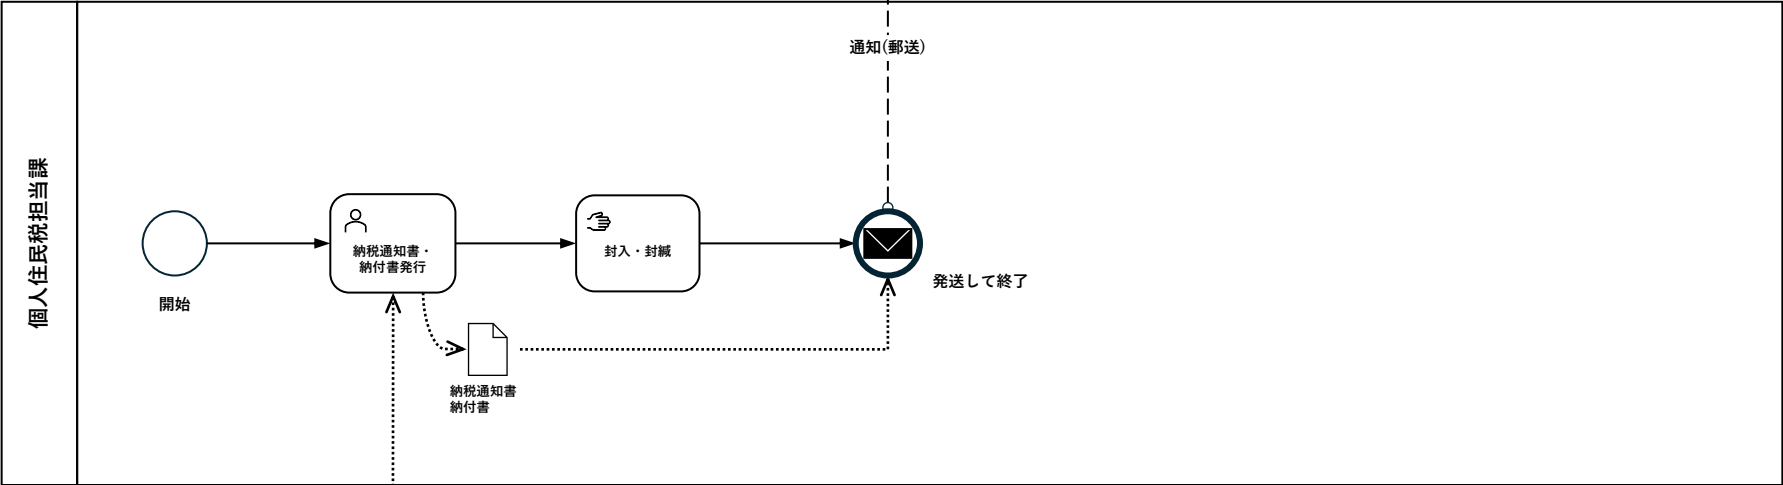 通知(郵送)
個人住民税担当課
納税通知書・
納付書発行
封入・封緘
発送して終了
開始
納税通知書
納付書